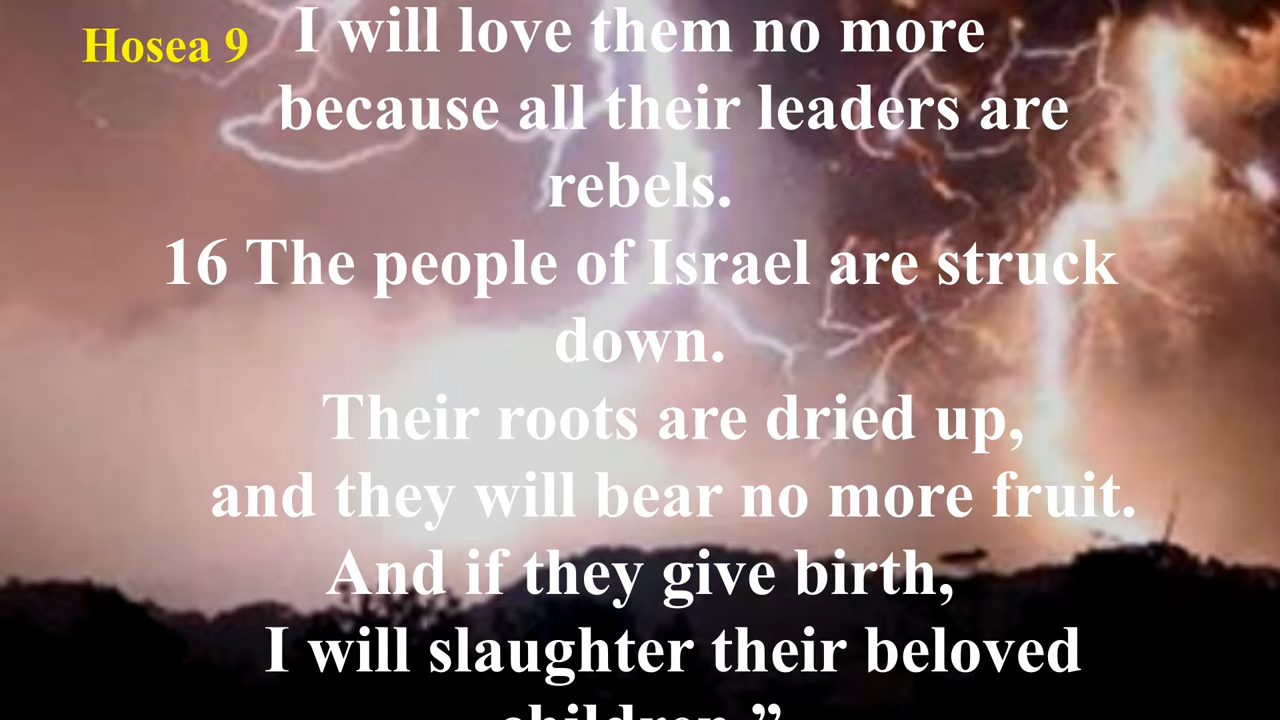 Hosea 9
I will love them no more
because all their leaders are
rebels.
16 The people of Israel are struck
down.
Their roots are dried up,
and they will bear no more fruit.
And if they give birth,
I will slaughter their beloved
children.”